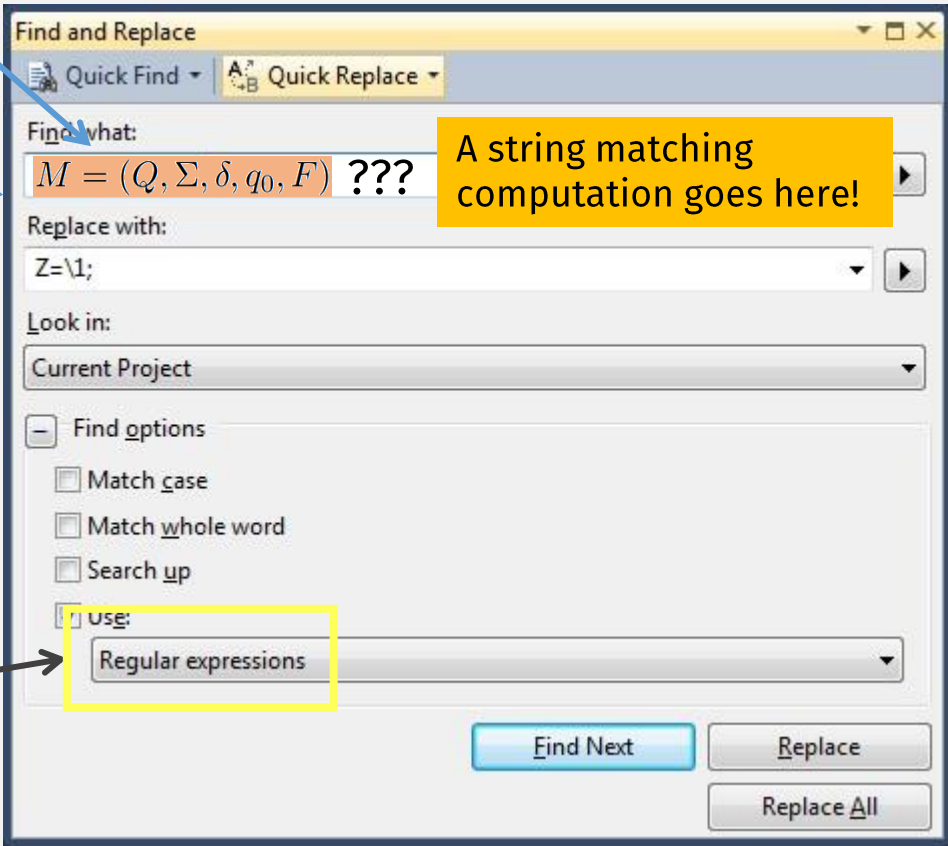 Find and Replace
Quick Find
Quick Replace
Find what:
M = (Q, Σ, δ, q₀, F) ???
A string matching
computation goes here!
Replace with:
Z=\1;
Look in:
Current Project
Find options
Match case
Match whole word
Search up
Use:
Regular expressions
Find Next
Replace
Replace All